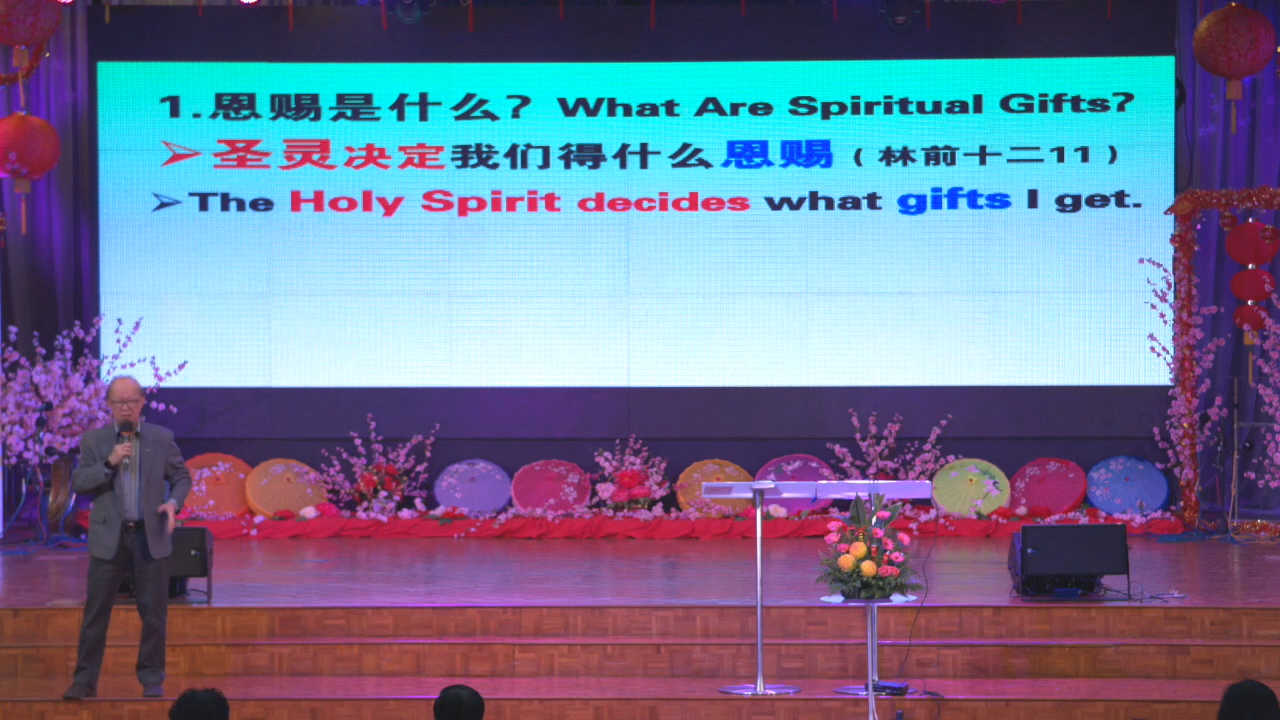 1.恩赐是什么？ What Are Spiritual Gifts?
➢圣灵决定我们得什么恩赐（林前十二11）
➢The Holy Spirit decides what gifts I get.